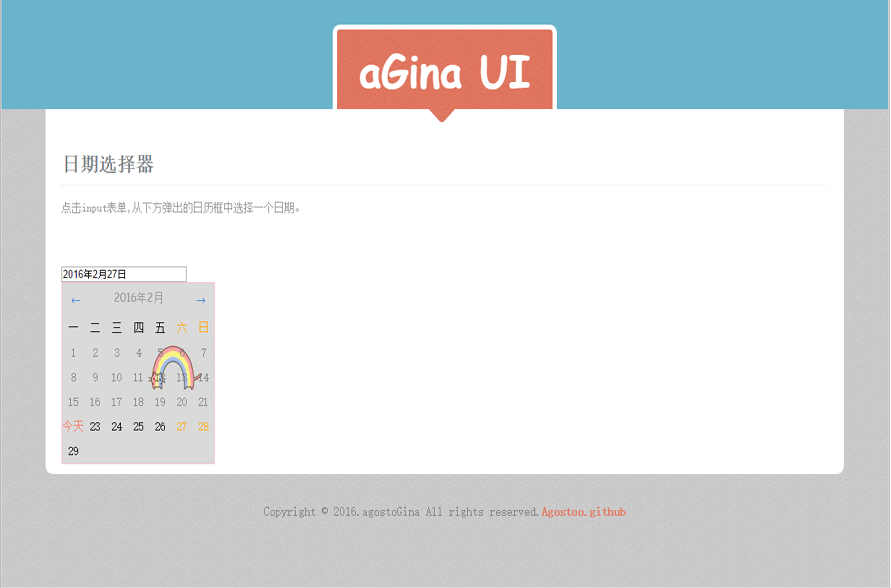 aGina UI
日期选择器
点击input表单,从下方弹出的日历框中选择一个日期。
2016年2月27日
← 2016年2月 →
一 二 三 四 五 六 日
1 2 3 4 5 6 7
8 9 10 11 12 13 14
15 16 17 18 19 20 21
今天 23 24 25 26 27 28
29
Copyright © 2016.agostoGina All rights reserved.Agostoo.github